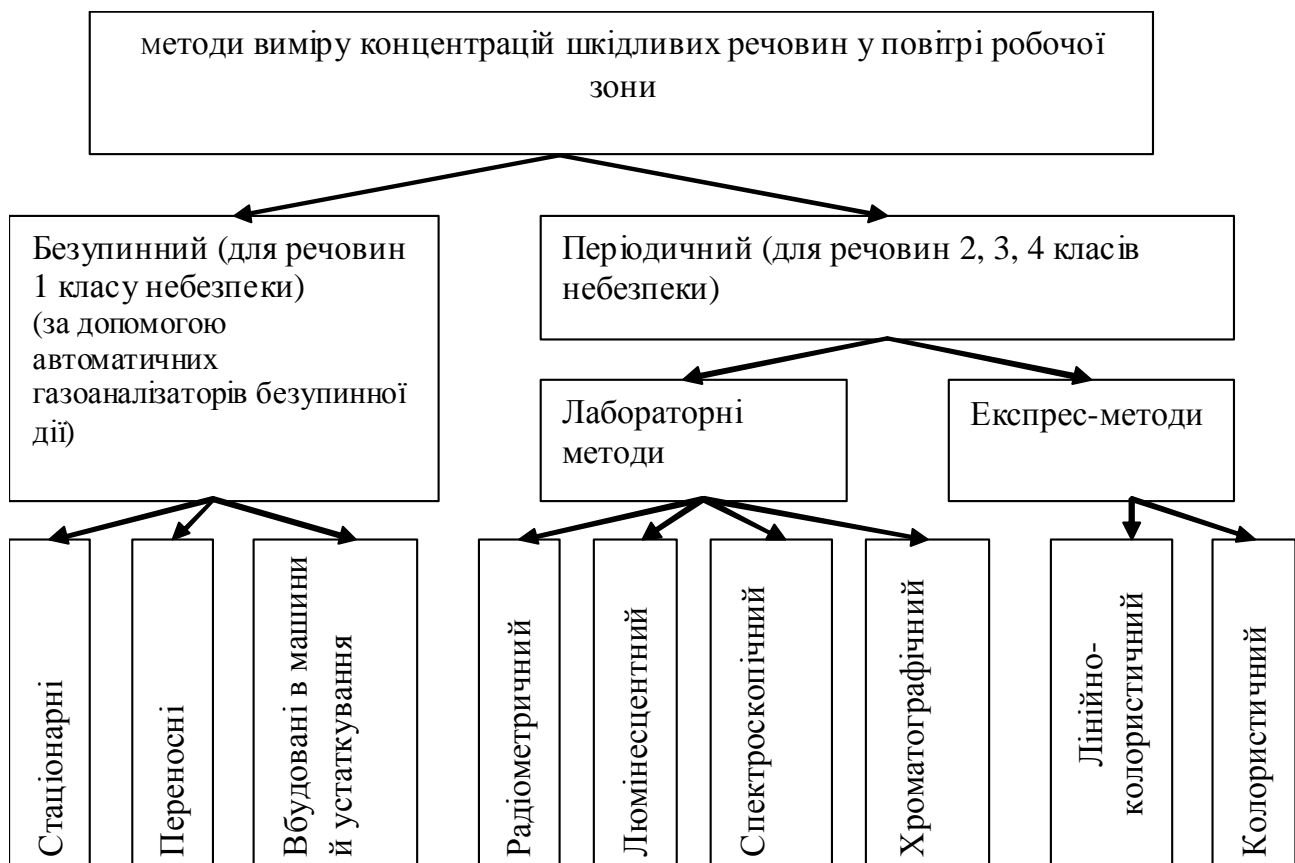 методи виміру концентрацій шкідливих речовин у повітрі робочої
зони
Безупинний (для речовин
1 класу небезпеки)
(за допомогою
автоматичних
газоаналізаторів безупинної
дії)
Періодичний (для речовин 2, 3, 4 класів
небезпеки)
Лабораторні
методи
Експрес-методи
Стаціонарні
Переносні
Вбудовані в машини
й устаткування
Радіометричний
Люмінесцентний
Спектроскопічний
Хроматографічний
Лінійно-
колористичний
Колористичний